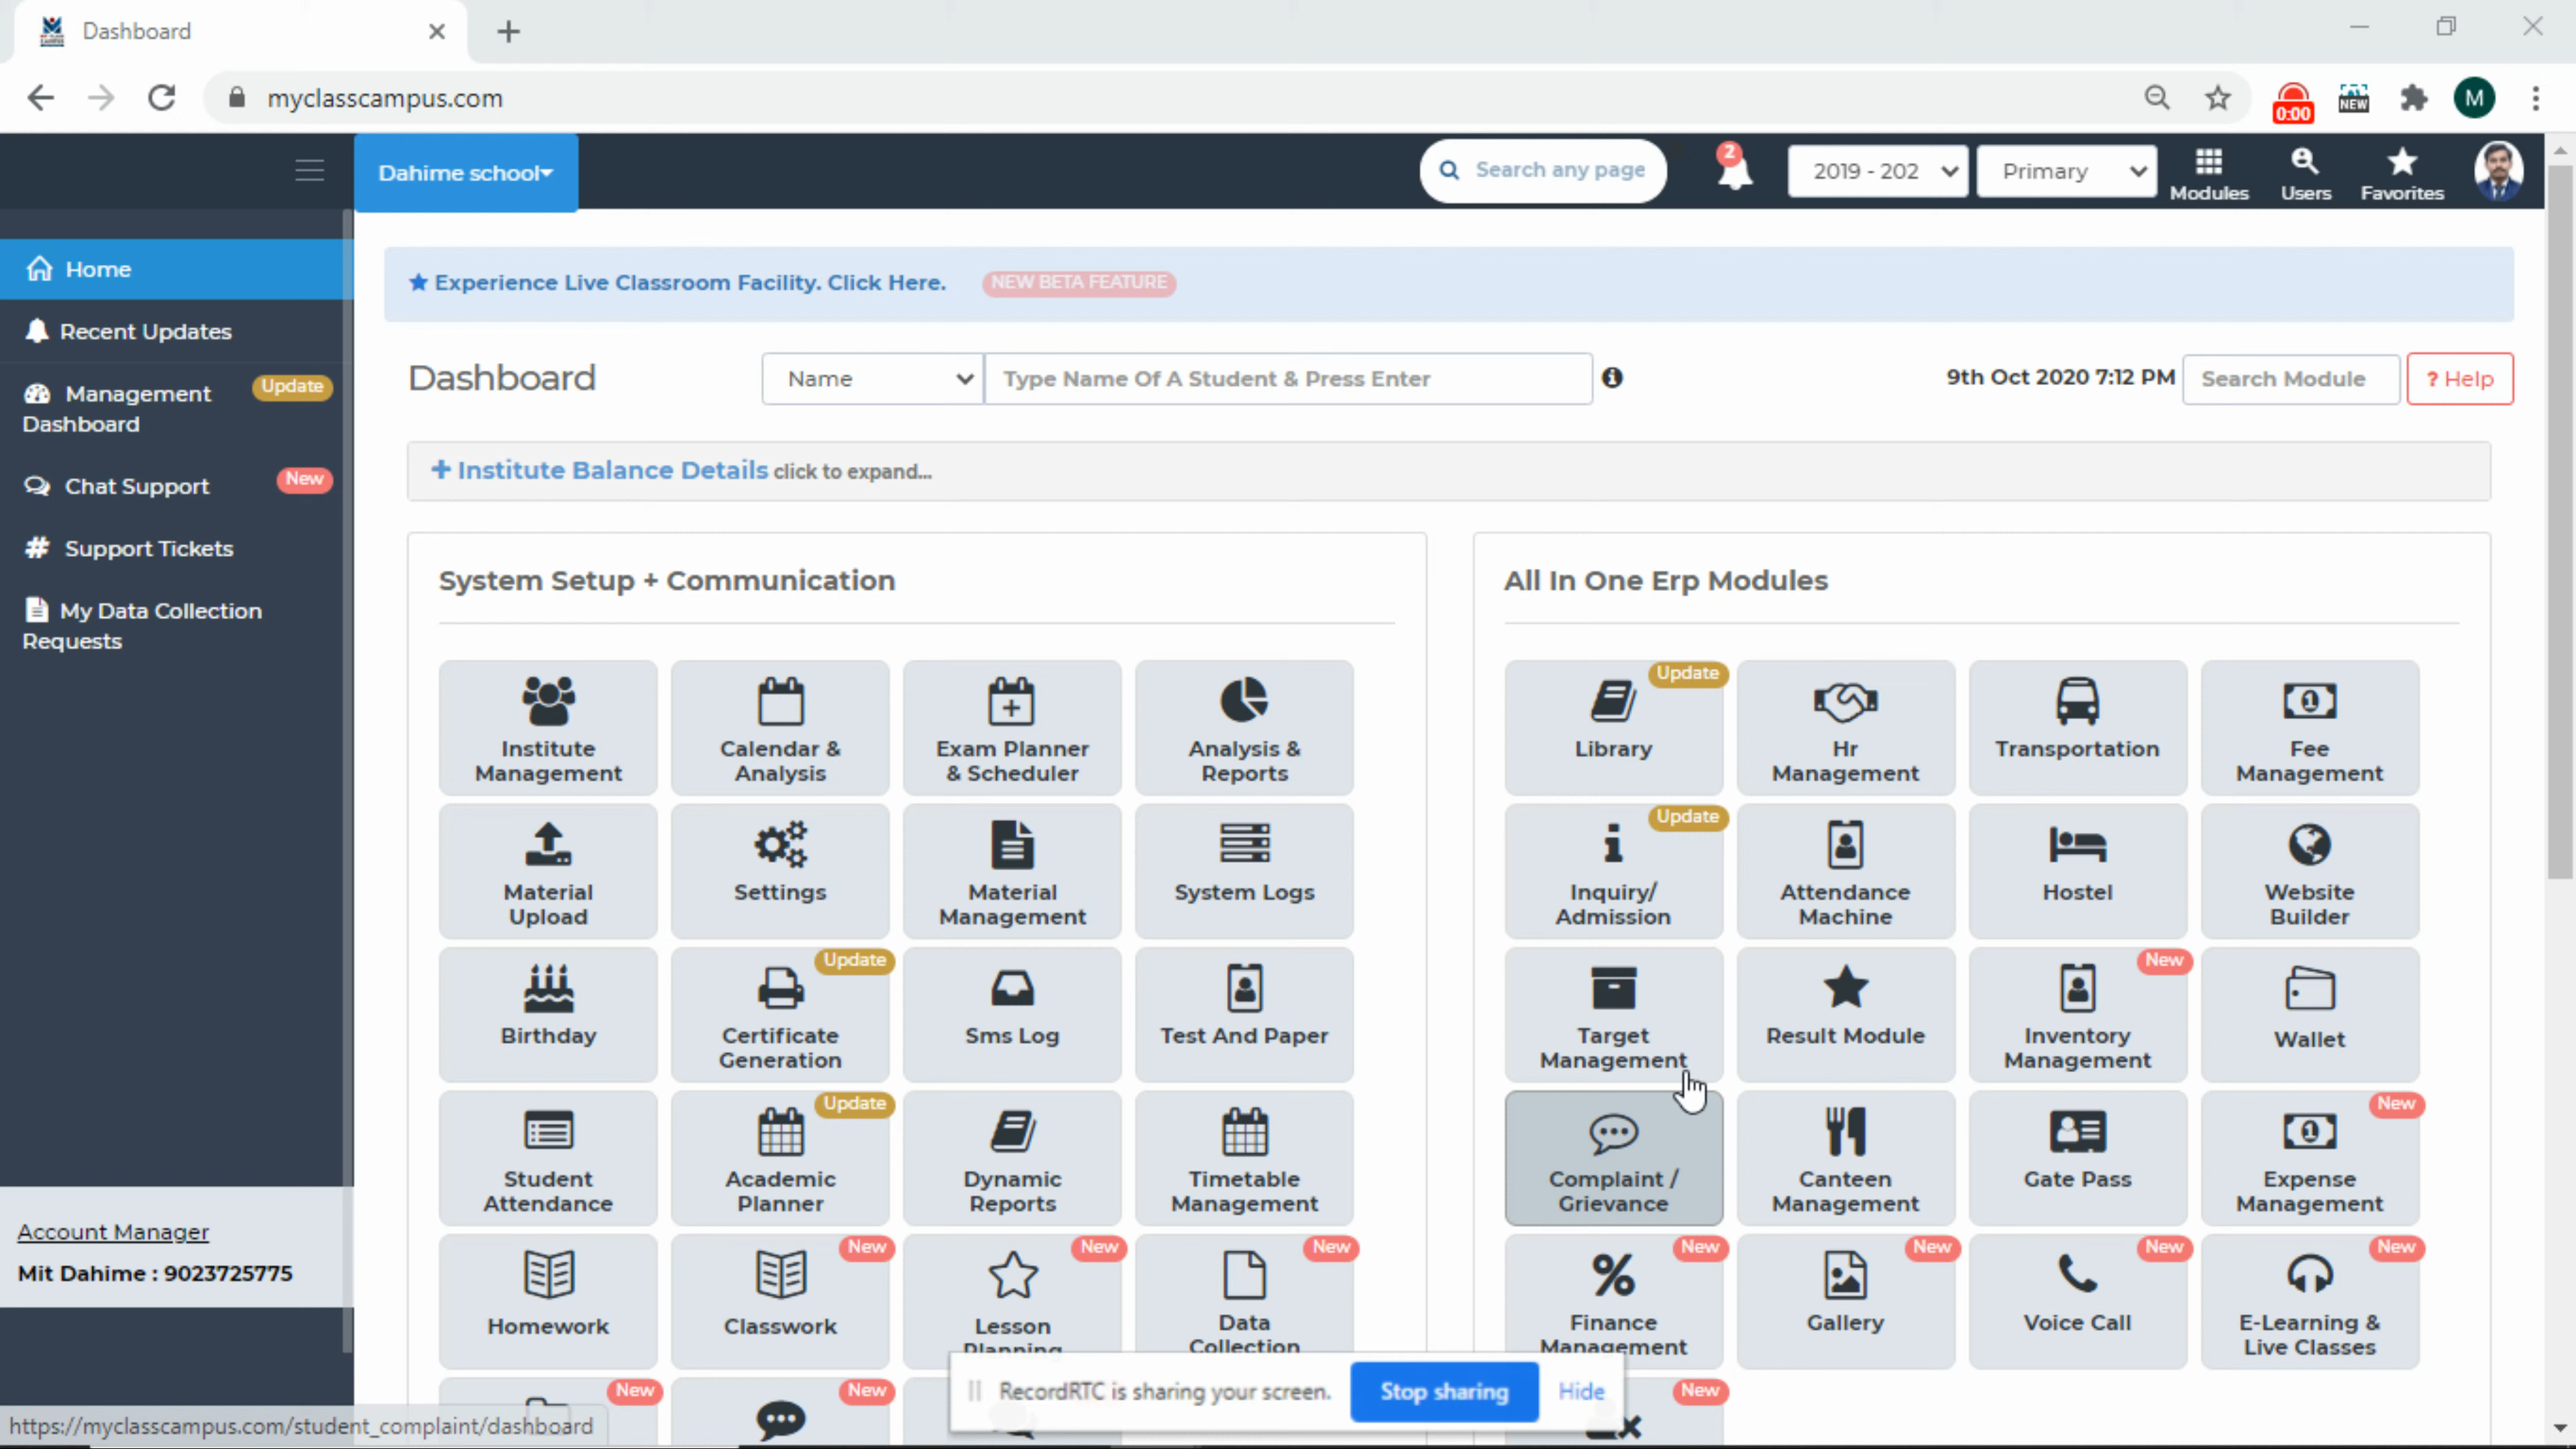 Dashboard
myclasscampus.com
0:00
NEW
M
Dahime school
Search any page
2
2019 - 202
Primary
Modules
Users
Favorites
Home
Recent Updates
Management
Dashboard
Update
Chat Support
New
Support Tickets
My Data Collection
Requests
Account Manager
Mit Dahime : 9023725775
Experience Live Classroom Facility. Click Here.
NEW BETA FEATURE
Dashboard
Name
Type Name Of A Student & Press Enter
9th Oct 2020 7:12 PM
Search Module
? Help
+ Institute Balance Details click to expand...
System Setup + Communication
Institute
Management
Calendar &
Analysis
Exam Planner
& Scheduler
Analysis &
Reports
Material
Upload
Settings
Material
Management
System Logs
Birthday
Update
Certificate
Generation
Sms Log
Test And Paper
Student
Attendance
Update
Academic
Planner
Dynamic
Reports
Timetable
Management
Homework
New
Classwork
New
Lesson
Planning
New
Data
Collection
New
New
All In One Erp Modules
Update
Library
Hr
Management
Transportation
Fee
Management
Update
Inquiry/
Admission
Attendance
Machine
Hostel
Website
Builder
Target
Management
Result Module
New
Inventory
Management
Wallet
Complaint /
Grievance
Canteen
Management
Gate Pass
New
Expense
Management
New
Finance
Management
New
Gallery
New
Voice Call
New
E-Learning &
Live Classes
New
RecordRTC is sharing your screen.
Stop sharing
Hide
https://myclasscampus.com/student_complaint/dashboard